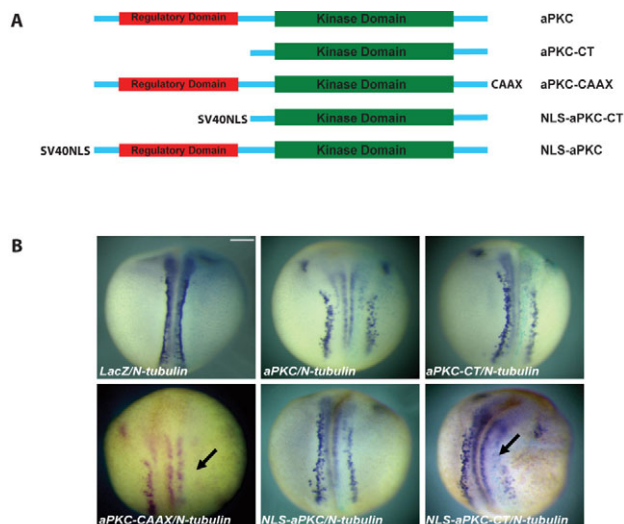 A
Regulatory Domain Kinase Domain aPKC
Kinase Domain aPKC-CT
Regulatory Domain Kinase Domain CAAX aPKC-CAAX
SV40NLS Kinase Domain NLS-aPKC-CT
SV40NLS Regulatory Domain Kinase Domain NLS-aPKC
B
LacZ/N-tubulin aPKC/N-tubulin aPKC-CT/N-tubulin
aPKC-CAAX/N-tubulin NLS-aPKC/N-tubulin NLS-aPKC-CT/N-tubulin